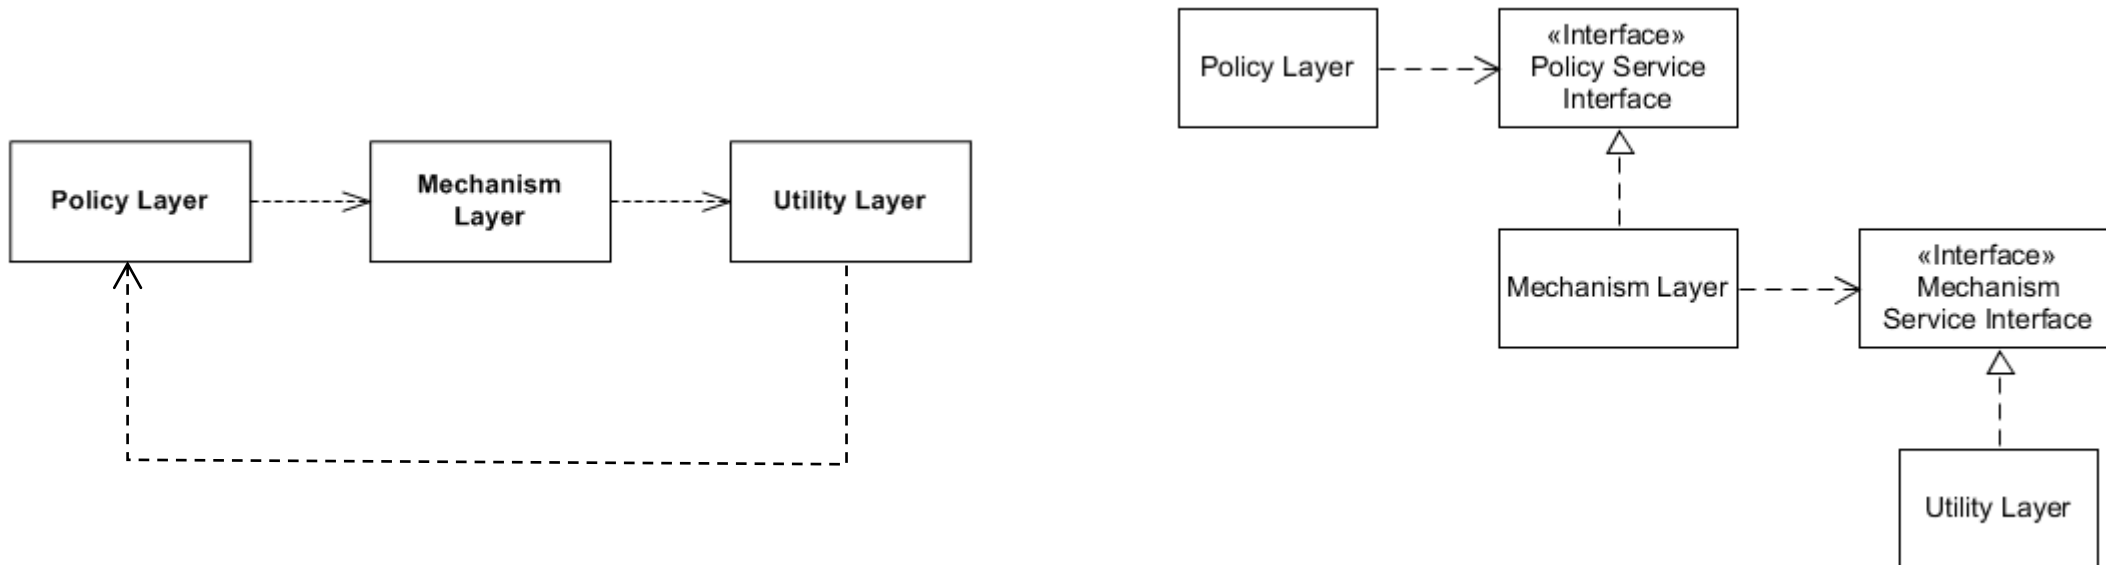 Policy Layer
Mechanism
Layer
Utility Layer
Policy Layer
«Interface»
Policy Service
Interface
Mechanism Layer
«Interface»
Mechanism
Service Interface
Utility Layer